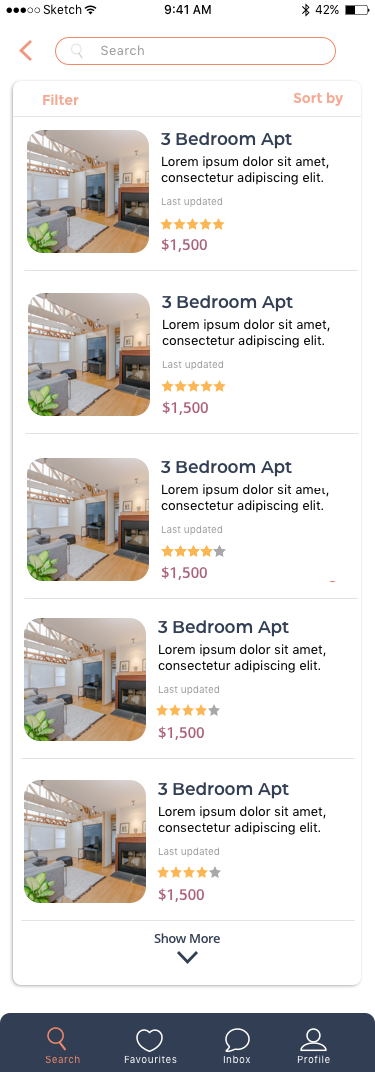 Sketch 9:41 AM 42%
Search
Filter Sort by
3 Bedroom Apt
Lorem ipsum dolor sit amet,
consectetur adipiscing elit.
Last updated
$1,500
3 Bedroom Apt
Lorem ipsum dolor sit amet,
consectetur adipiscing elit.
Last updated
$1,500
3 Bedroom Apt
Lorem ipsum dolor sit amet,
consectetur adipiscing elit.
Last updated
$1,500
3 Bedroom Apt
Lorem ipsum dolor sit amet,
consectetur adipiscing elit.
Last updated
$1,500
3 Bedroom Apt
Lorem ipsum dolor sit amet,
consectetur adipiscing elit.
Last updated
$1,500
Show More
Search Favourites Inbox Profile